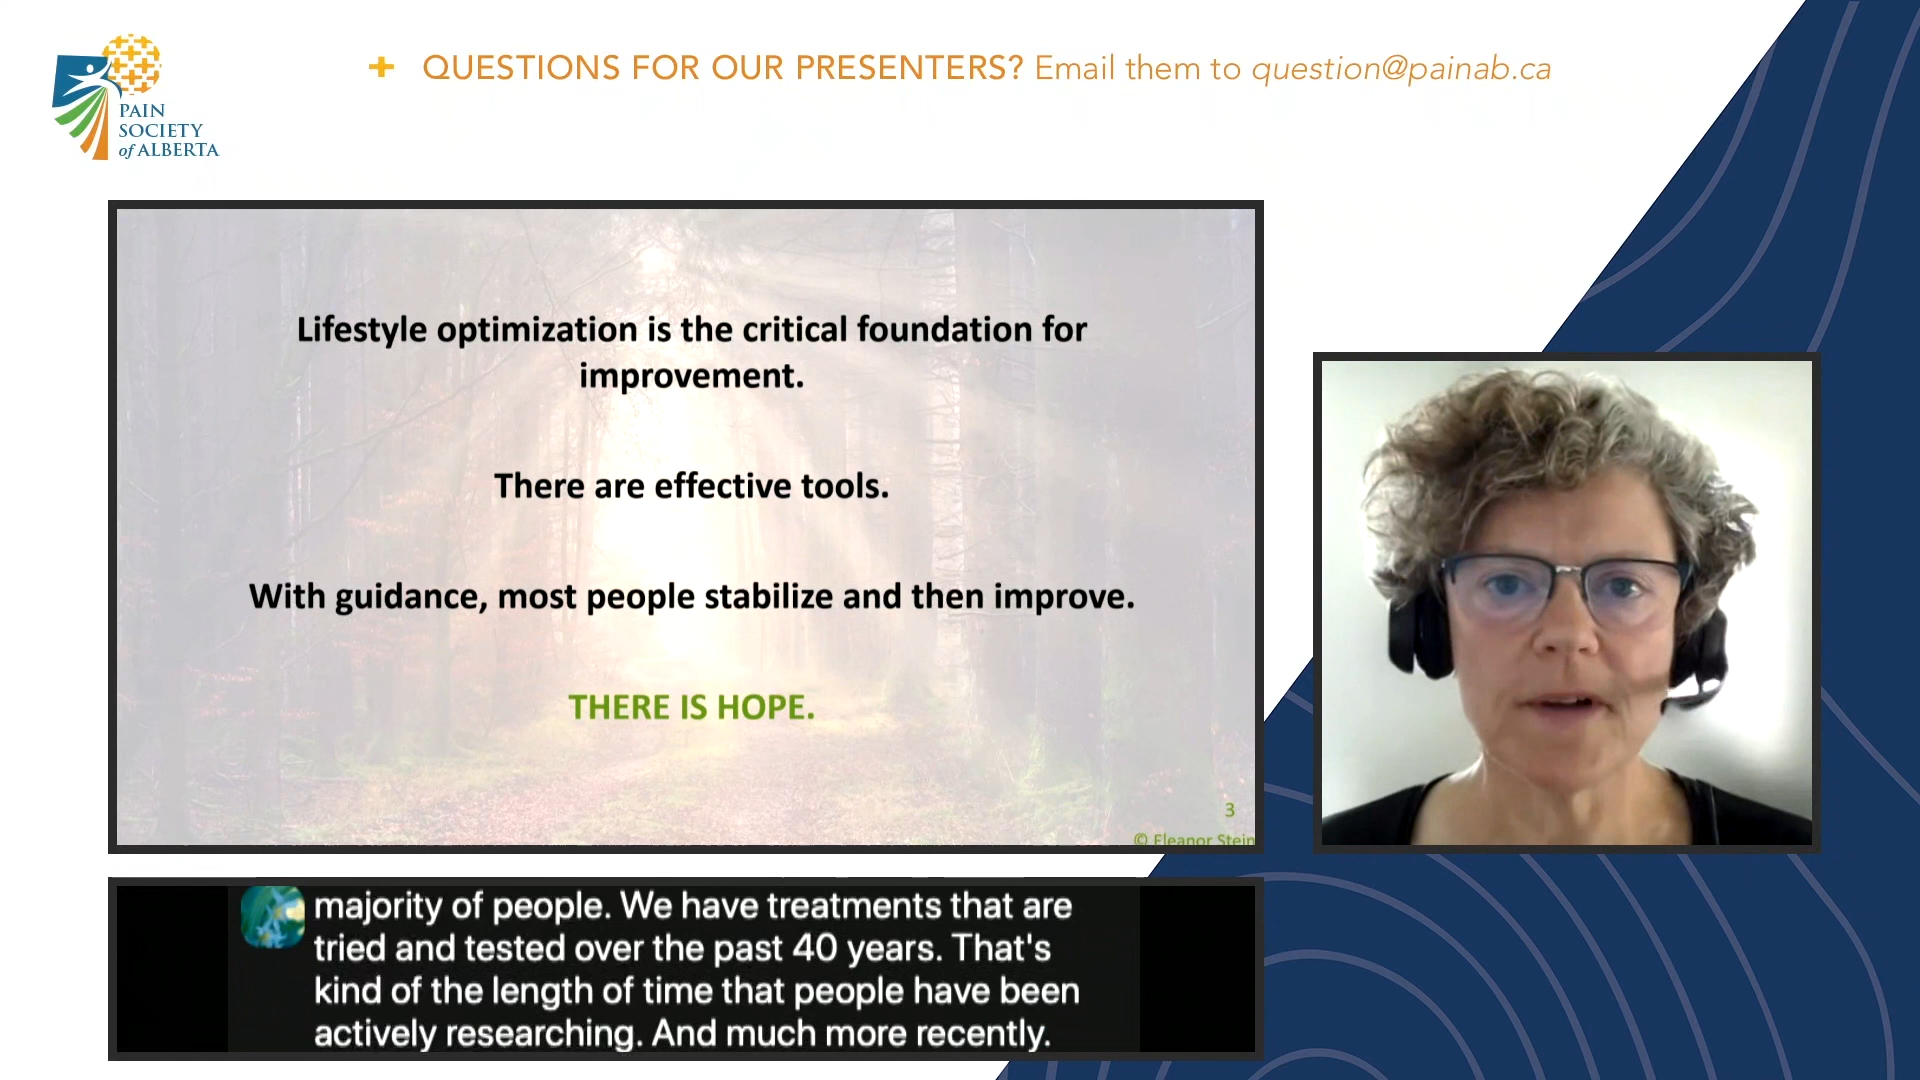 PAIN
SOCIETY
of ALBERTA
+ QUESTIONS FOR OUR PRESENTERS? Email them to question@painab.ca
Lifestyle optimization is the critical foundation for
improvement.
There are effective tools.
With guidance, most people stabilize and then improve.
THERE IS HOPE.
3
© Eleanor Stein
majority of people. We have treatments that are
tried and tested over the past 40 years. That's
kind of the length of time that people have been
actively researching. And much more recently.